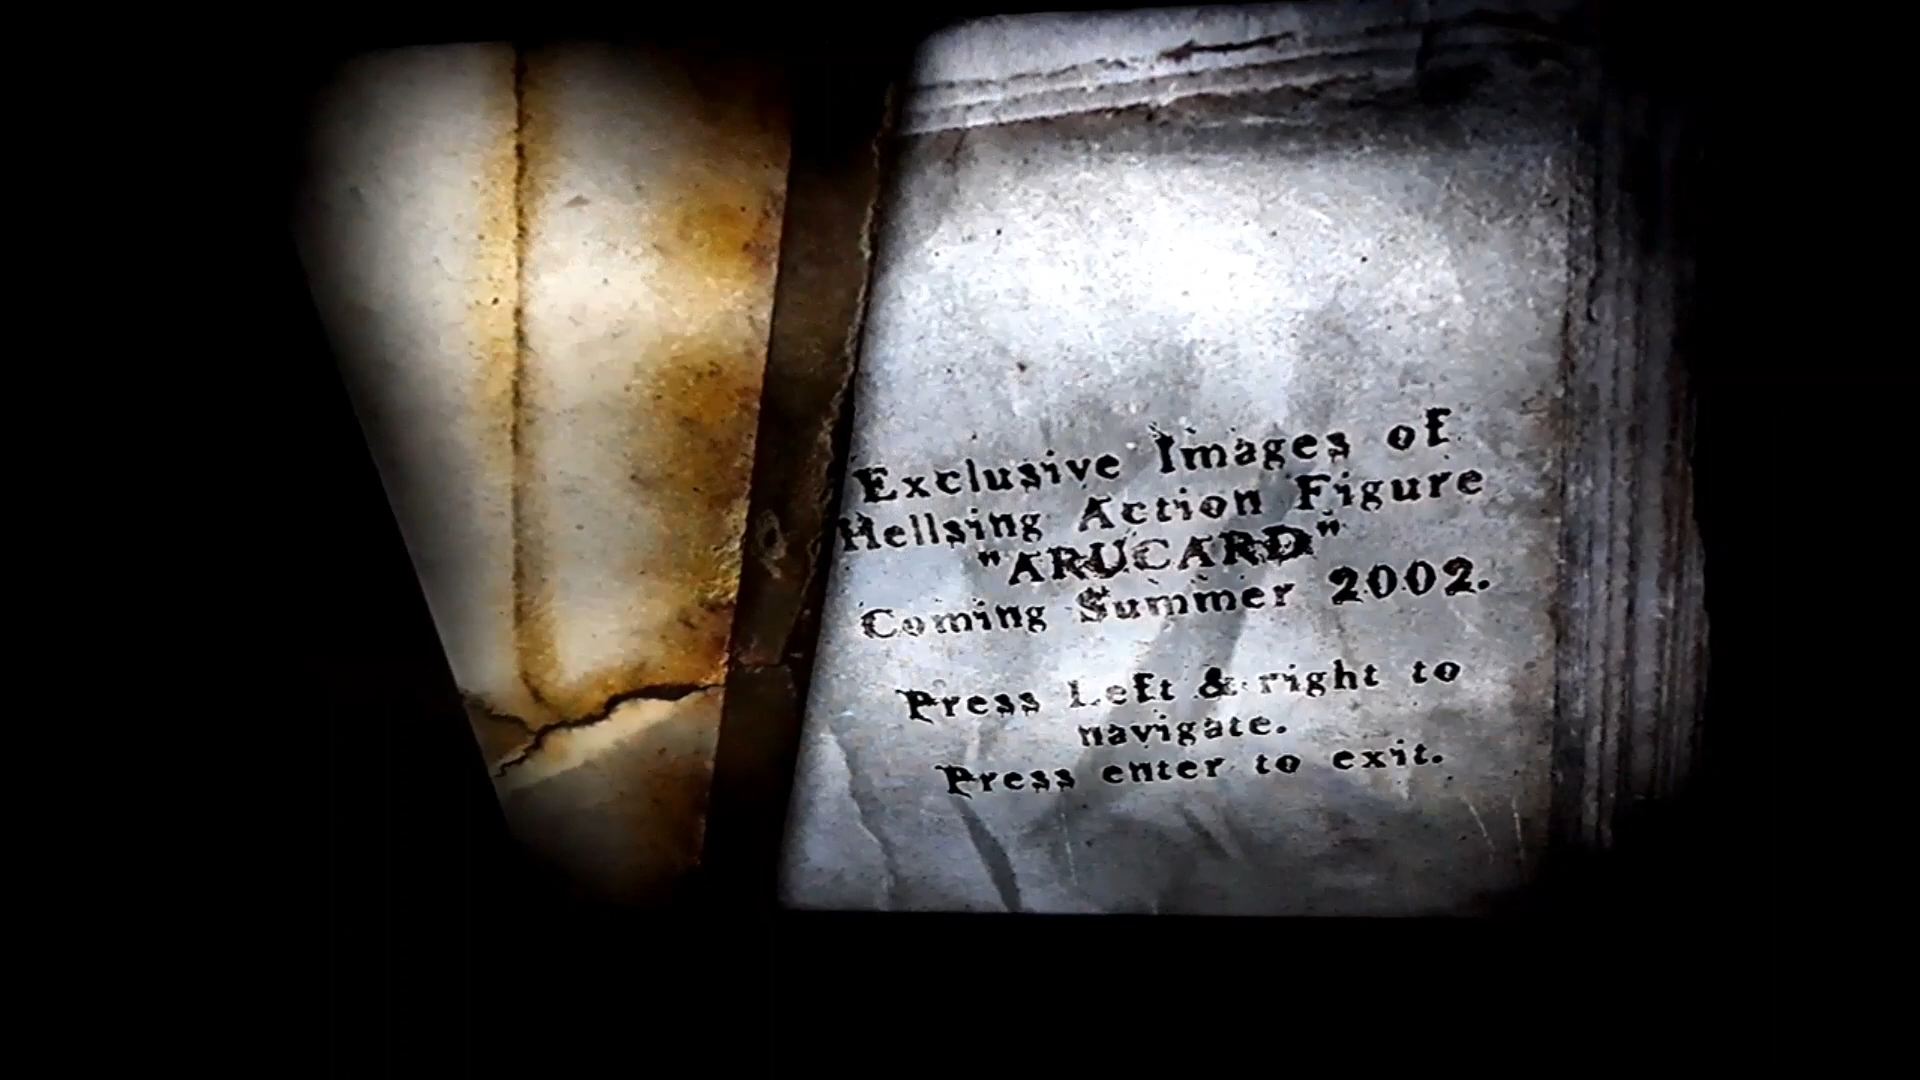 Exclusive Images of
Hellsing Action Figure
"ARUCARD"
Coming Summer 2002.
Press Left & right to
navigate.
Press enter to exit.